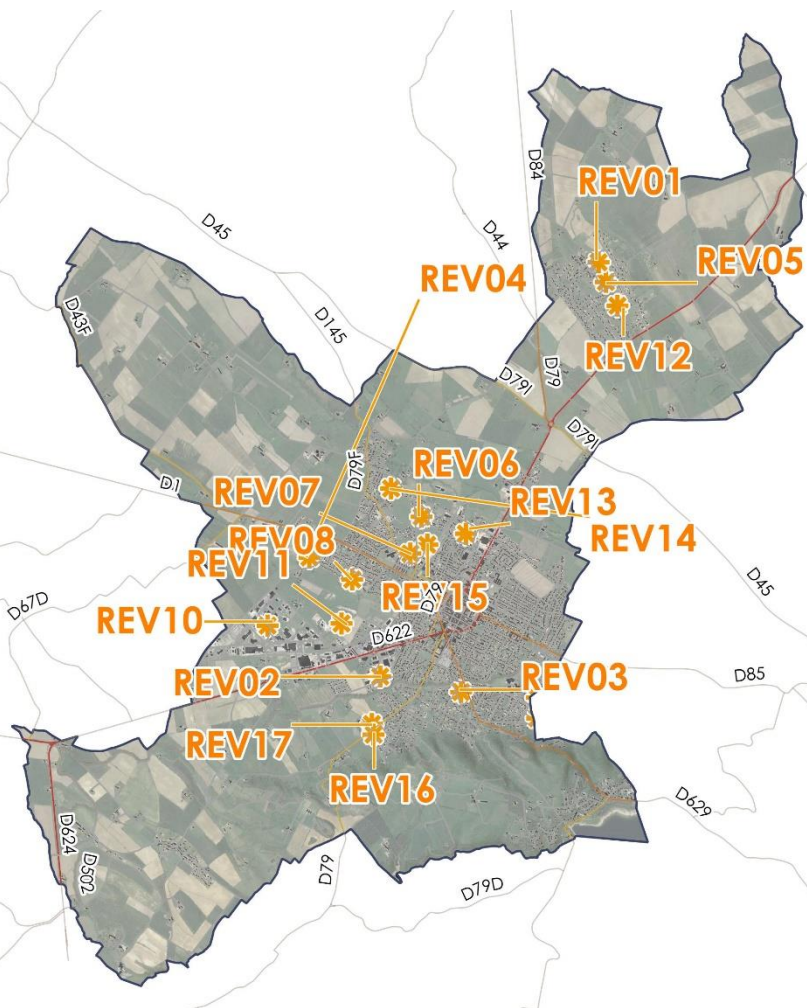 D84
REV01
D45
D44
REV05
REV04
D43F
D145
REV12
D79
D79I
D79I
D79F
REV06
D1
REV07
REV13
REV14
REV08
REV11
D45
REV15
D79
D67D
REV10
D622
REV02
REV03
D85
REV17
REV16
D629
D624
D502
D79
D79D